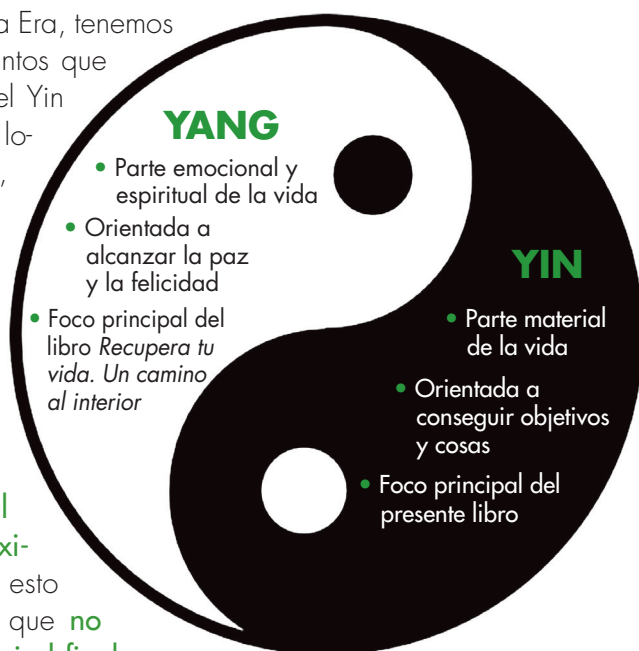 a Era, tenemos
ntos que
el Yin
lo-
,
YANG
• Parte emocional y
espiritual de la vida
• Orientada a
alcanzar la paz
y la felicidad
• Foco principal del
libro Recupera tu
vida. Un camino
al interior
YIN
• Parte material
de la vida
• Orientada a
conseguir objetivos
y cosas
• Foco principal del
presente libro
l
xi-
esto
que no